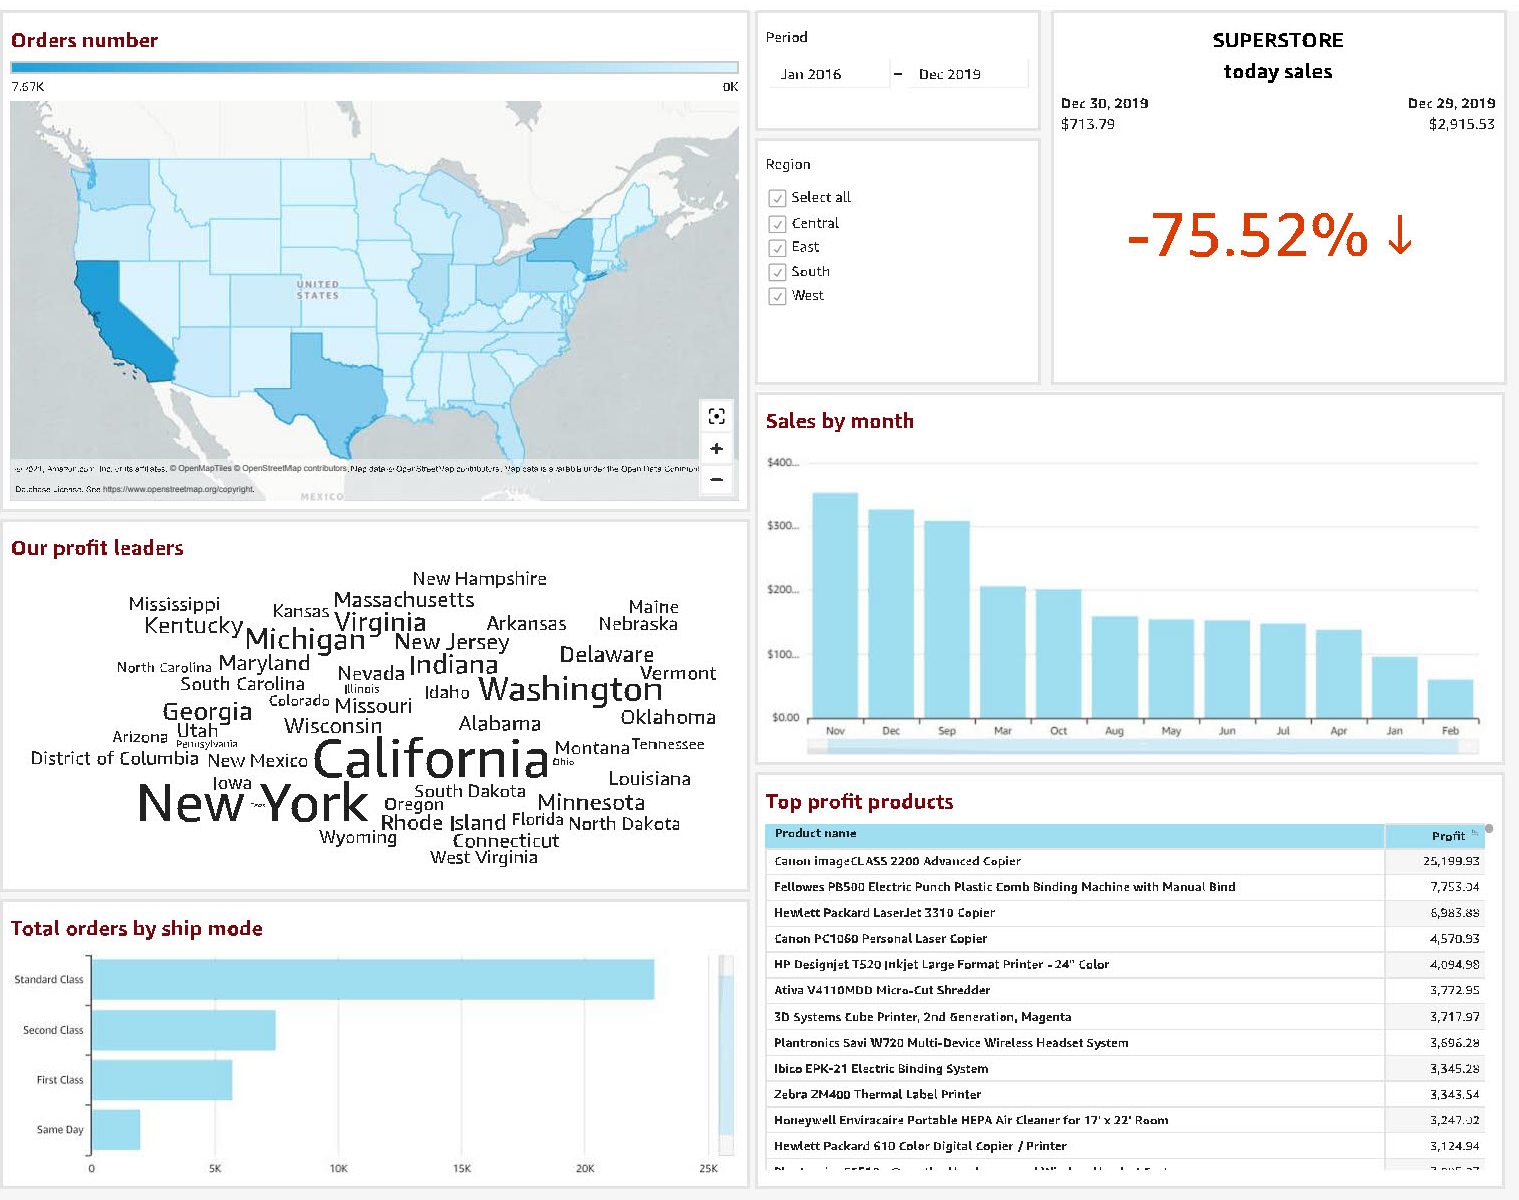 Orders number
7.67K 0K
UNITED
STATES
MEXICO
© OpenMapTiles © OpenStreetMap contributors, Map data © OpenStreetMap contributors. Map data is available under the Open Data Commons
Database License. See https://www.openstreetmap.org/copyright.
Period
Jan 2016 – Dec 2019
Region
Select all
Central
East
South
West
SUPERSTORE
today sales
Dec 30, 2019 Dec 29, 2019
$713.79 $2,915.53
-75.52% ↓
Our profit leaders
New Hampshire
Mississippi Kansas Massachusetts Maine
Kentucky Virginia Arkansas Nebraska
Michigan New Jersey
North Carolina Maryland Nevada Indiana Delaware Vermont
South Carolina Illinois Idaho Washington
Georgia Colorado Missouri
Arizona Utah Wisconsin Alabama Oklahoma
Pennsylvania
District of Columbia New Mexico California Montana Tennessee
Ohio
Iowa South Dakota Louisiana
New York Texas Oregon Minnesota
Rhode Island Florida North Dakota
Wyoming Connecticut
West Virginia
Sales by month
$400...
$300...
$200...
$100...
$0.00
Nov Dec Sep Mar Oct Aug May Jun Jul Apr Jan Feb
Total orders by ship mode
Standard Class
Second Class
First Class
Same Day
0 5K 10K 15K 20K 25K
Top profit products
Product name Profit
Canon imageCLASS 2200 Advanced Copier 25,199.93
Fellowes PB500 Electric Punch Plastic Comb Binding Machine with Manual Bind 7,753.04
Hewlett Packard LaserJet 3310 Copier 6,983.88
Canon PC1060 Personal Laser Copier 4,570.93
HP Designjet T520 Inkjet Large Format Printer - 24" Color 4,094.98
Ativa V4110MDD Micro-Cut Shredder 3,772.95
3D Systems Cube Printer, 2nd Generation, Magenta 3,717.97
Plantronics Savi W720 Multi-Device Wireless Headset System 3,696.28
Ibico EPK-21 Electric Binding System 3,345.28
Zebra ZM400 Thermal Label Printer 3,343.54
Honeywell Enviracaire Portable HEPA Air Cleaner for 17' x 22' Room 3,247.02
Hewlett Packard 610 Color Digital Copier / Printer 3,124.94